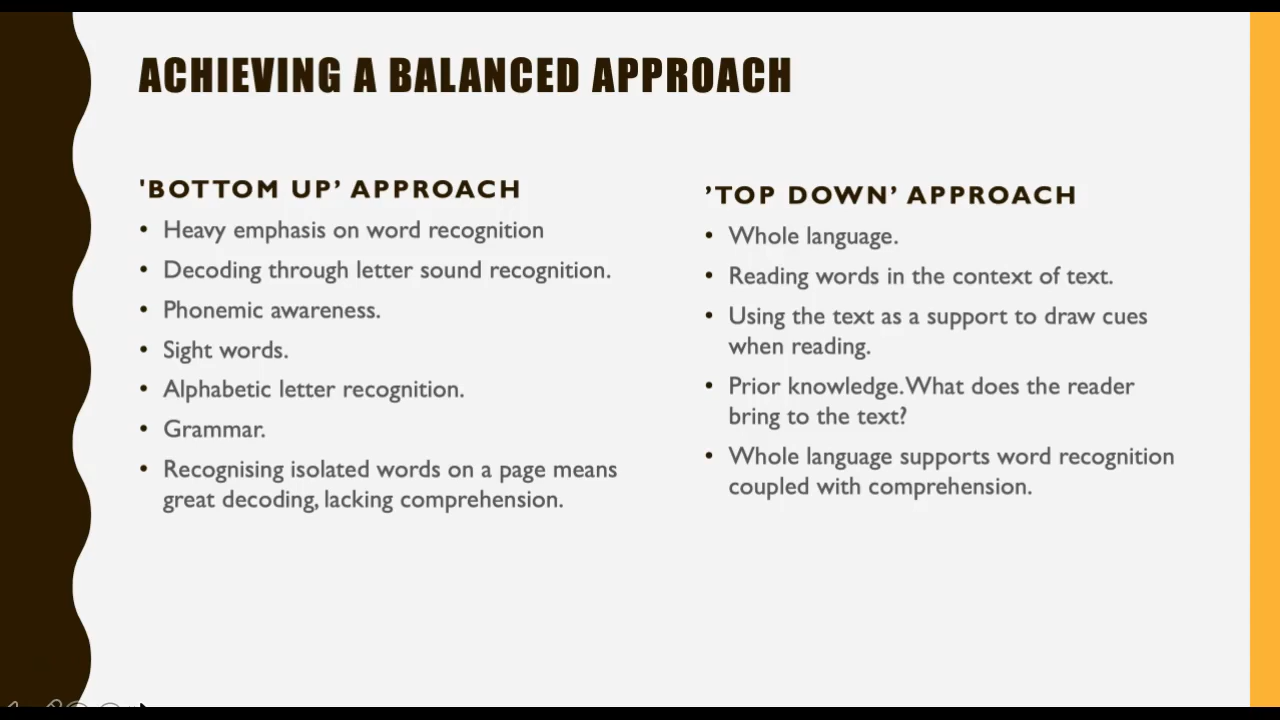 ACHIEVING A BALANCED APPROACH
'BOTTOM UP’ APPROACH
• Heavy emphasis on word recognition
• Decoding through letter sound recognition.
• Phonemic awareness.
• Sight words.
• Alphabetic letter recognition.
• Grammar.
• Recognising isolated words on a page means
great decoding, lacking comprehension.
’TOP DOWN’ APPROACH
• Whole language.
• Reading words in the context of text.
• Using the text as a support to draw cues
when reading.
• Prior knowledge. What does the reader
bring to the text?
• Whole language supports word recognition
coupled with comprehension.